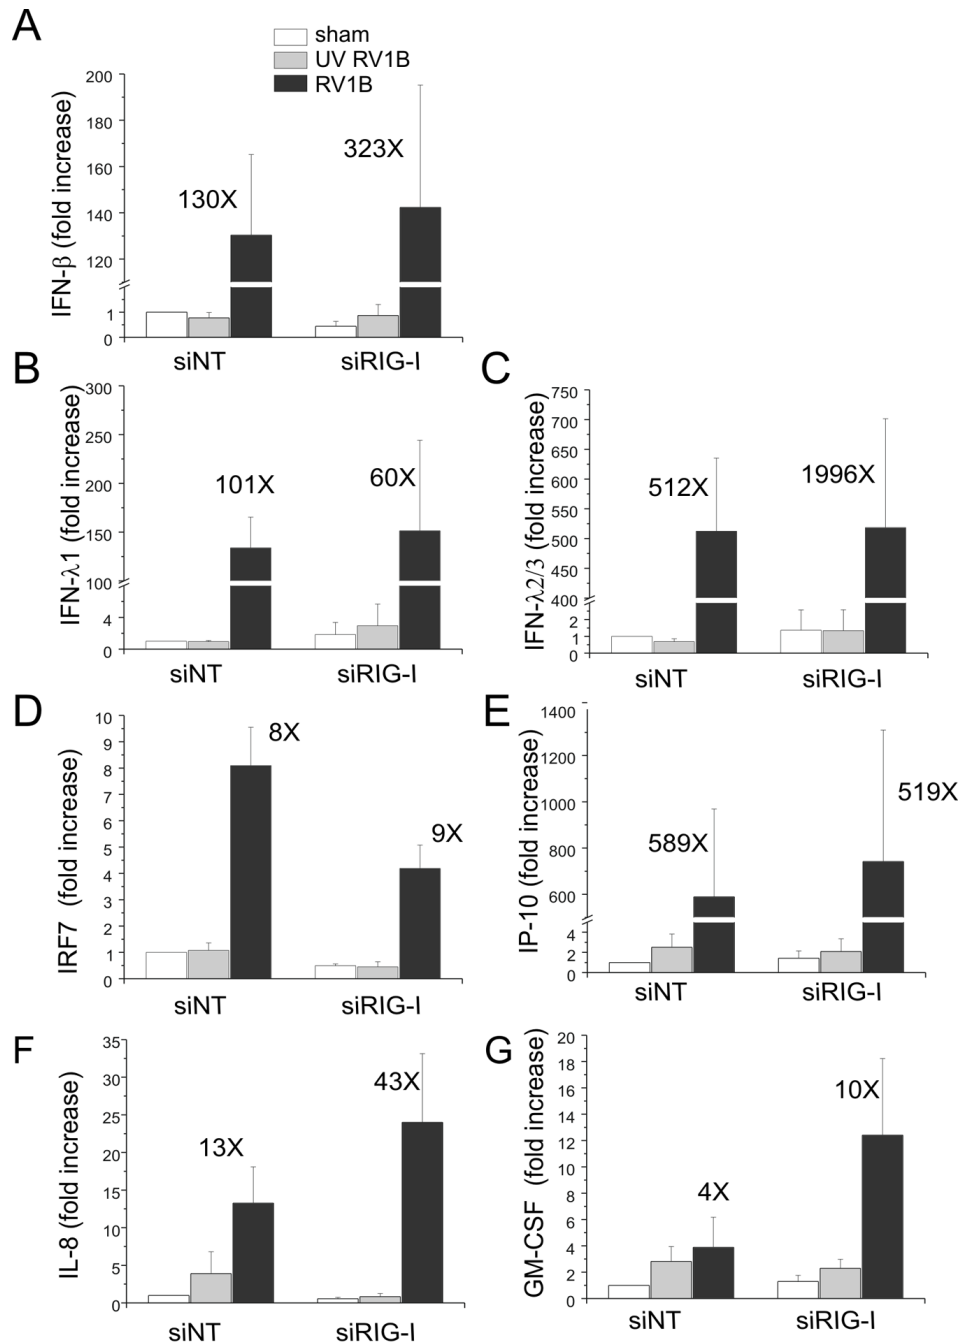 A
sham
UV RV1B
RV1B
IFN-β (fold increase)
200
180
160
140
120
1
0
130X
323X
siNT
siRIG-I
B
IFN-λ1 (fold increase)
300
250
200
150
100
4
0
101X
60X
siNT
siRIG-I
C
IFN-λ2/3 (fold increase)
750
700
650
600
550
500
450
400
2
1
0
512X
1996X
siNT
siRIG-I
D
IRF7 (fold increase)
10
9
8
7
6
5
4
3
2
1
0
8X
9X
siNT
siRIG-I
E
IP-10 (fold increase)
1400
1200
1000
800
600
4
2
0
589X
519X
siNT
siRIG-I
F
IL-8 (fold increase)
35
30
25
20
15
10
5
0
13X
43X
siNT
siRIG-I
G
GM-CSF (fold increase)
20
18
16
14
12
10
8
6
4
2
0
4X
10X
siNT
siRIG-I